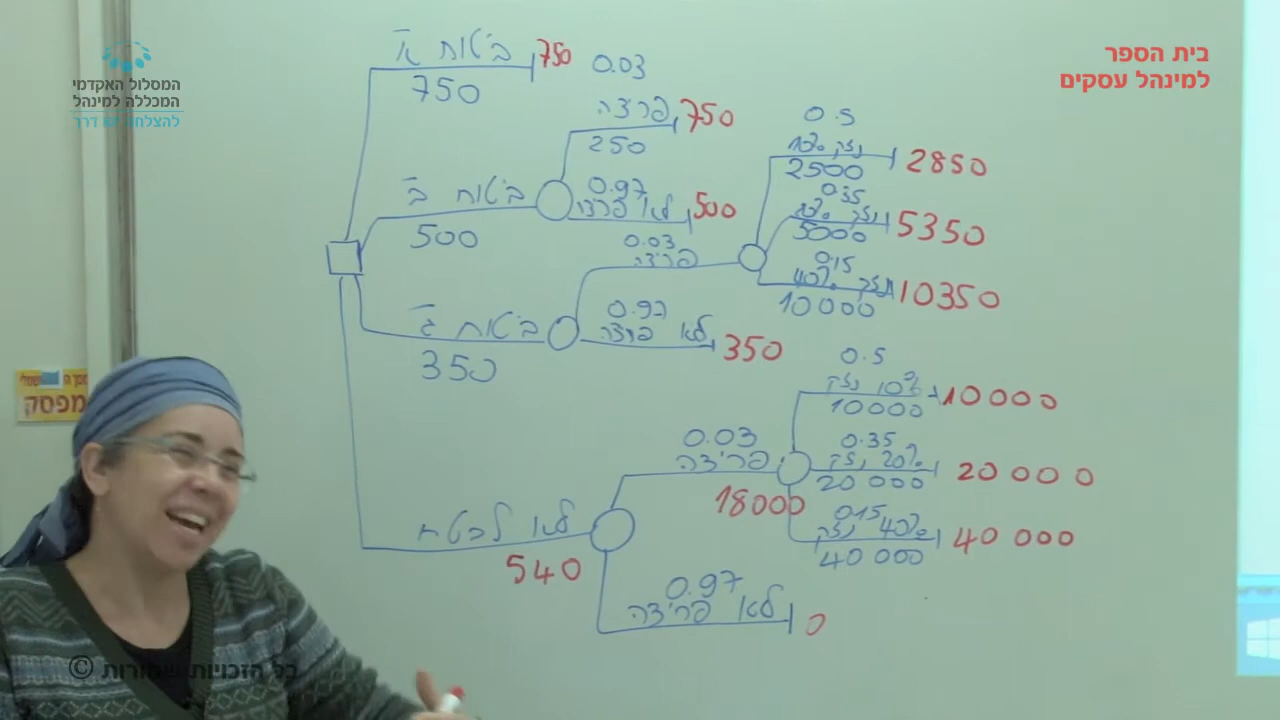 בית הספר
למינהל עסקים
המסלול האקדמי
המכללה למינהל
ביטוח א 750
750
0.03
פריצה 750
250
ביטוח ב
500
0.97
לא פריצה 500
0.5
10% נזק 2850
2500
0.35
נזק 5350
5000
0.15
40% נזק 10350
10000
ביטוח ג
350
0.03
פריצה
0.97
לא פריצה 350
לא לבטח
540
0.03
פריצה
18000
0.5
10% נזק 10000
10000
0.35
20% נזק 20000
20000
0.15
40% נזק 40000
40000
0.97
לא פריצה 0
מפסק
© כל הזכויות שמורות